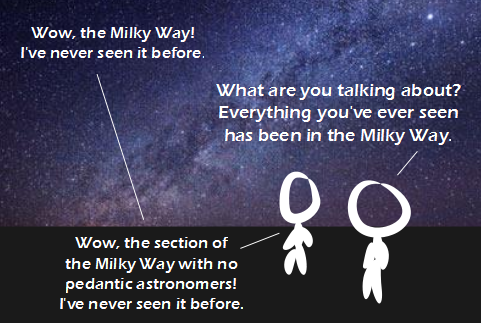 Wow, the Milky Way!
I've never seen it before.
What are you talking about?
Everything you've ever seen
has been in the Milky Way.
Wow, the section of
the Milky Way with no
pedantic astronomers!
I've never seen it before.